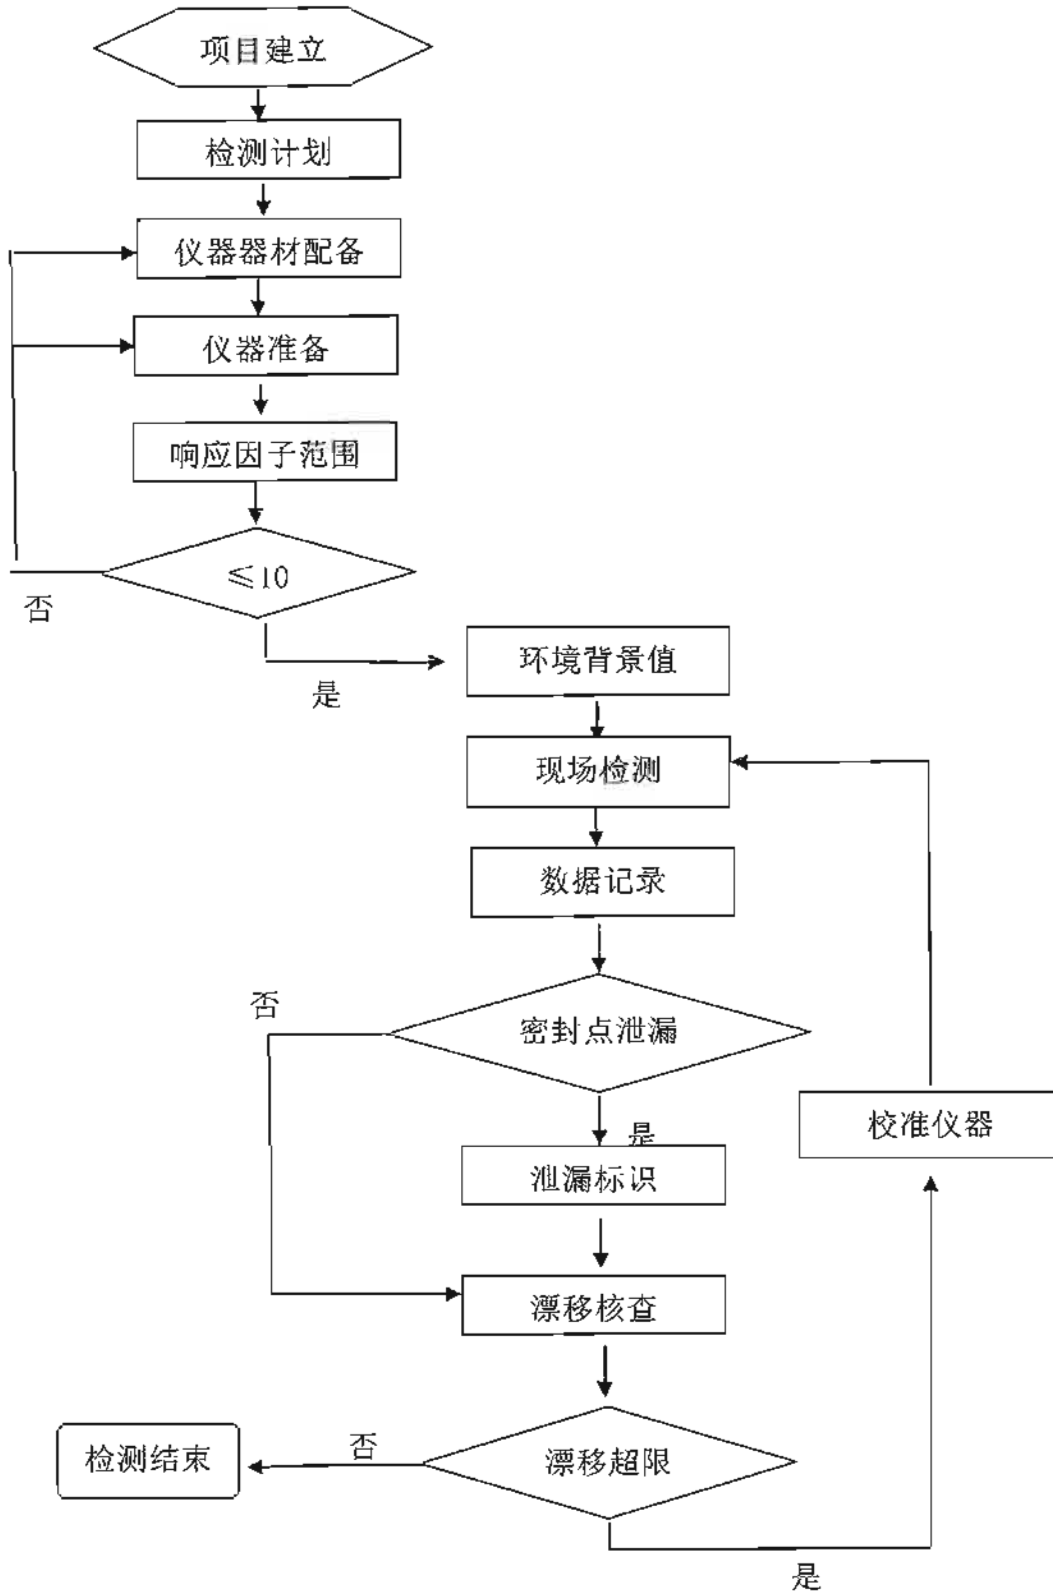 项目建立
检测计划
仪器器材配备
仪器准备
响应因子范围
≤10
否
是
环境背景值
现场检测
数据记录
否
密封点泄漏
校准仪器
是
泄漏标识
漂移核查
检测结束
否
漂移超限
是